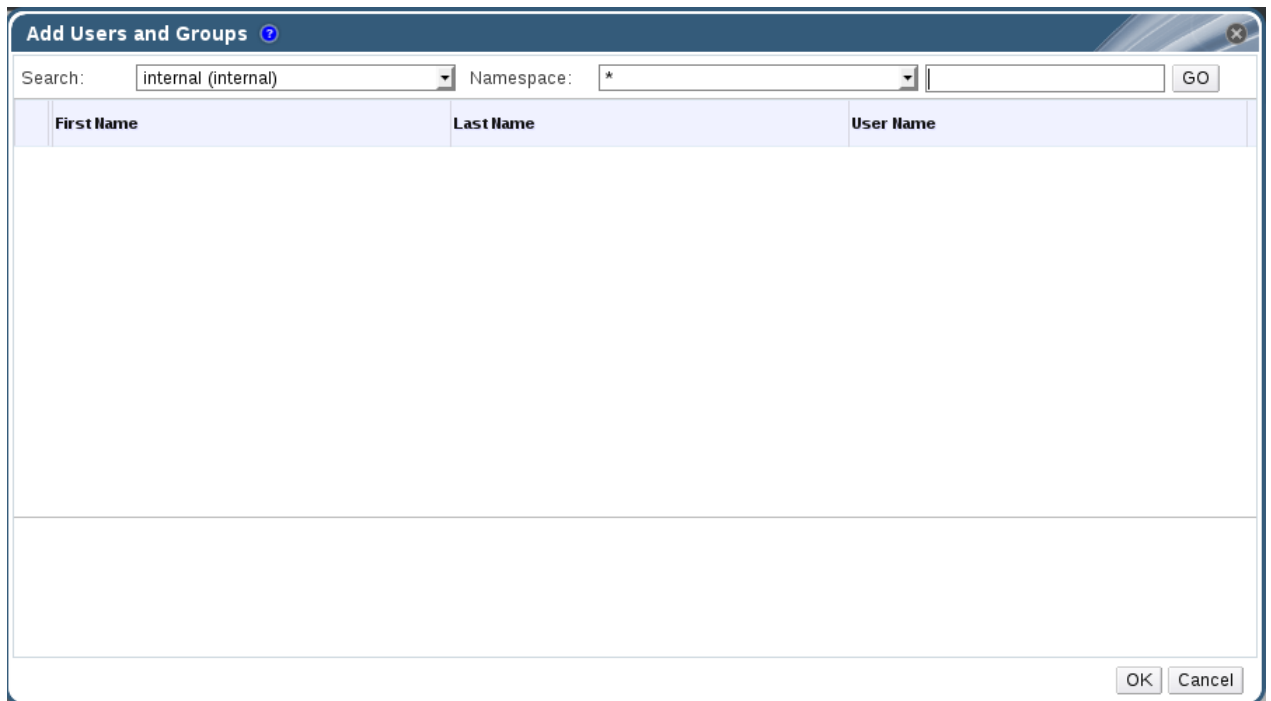 Add Users and Groups ?
Search: internal (internal) Namespace: * GO
First Name Last Name User Name
OK Cancel